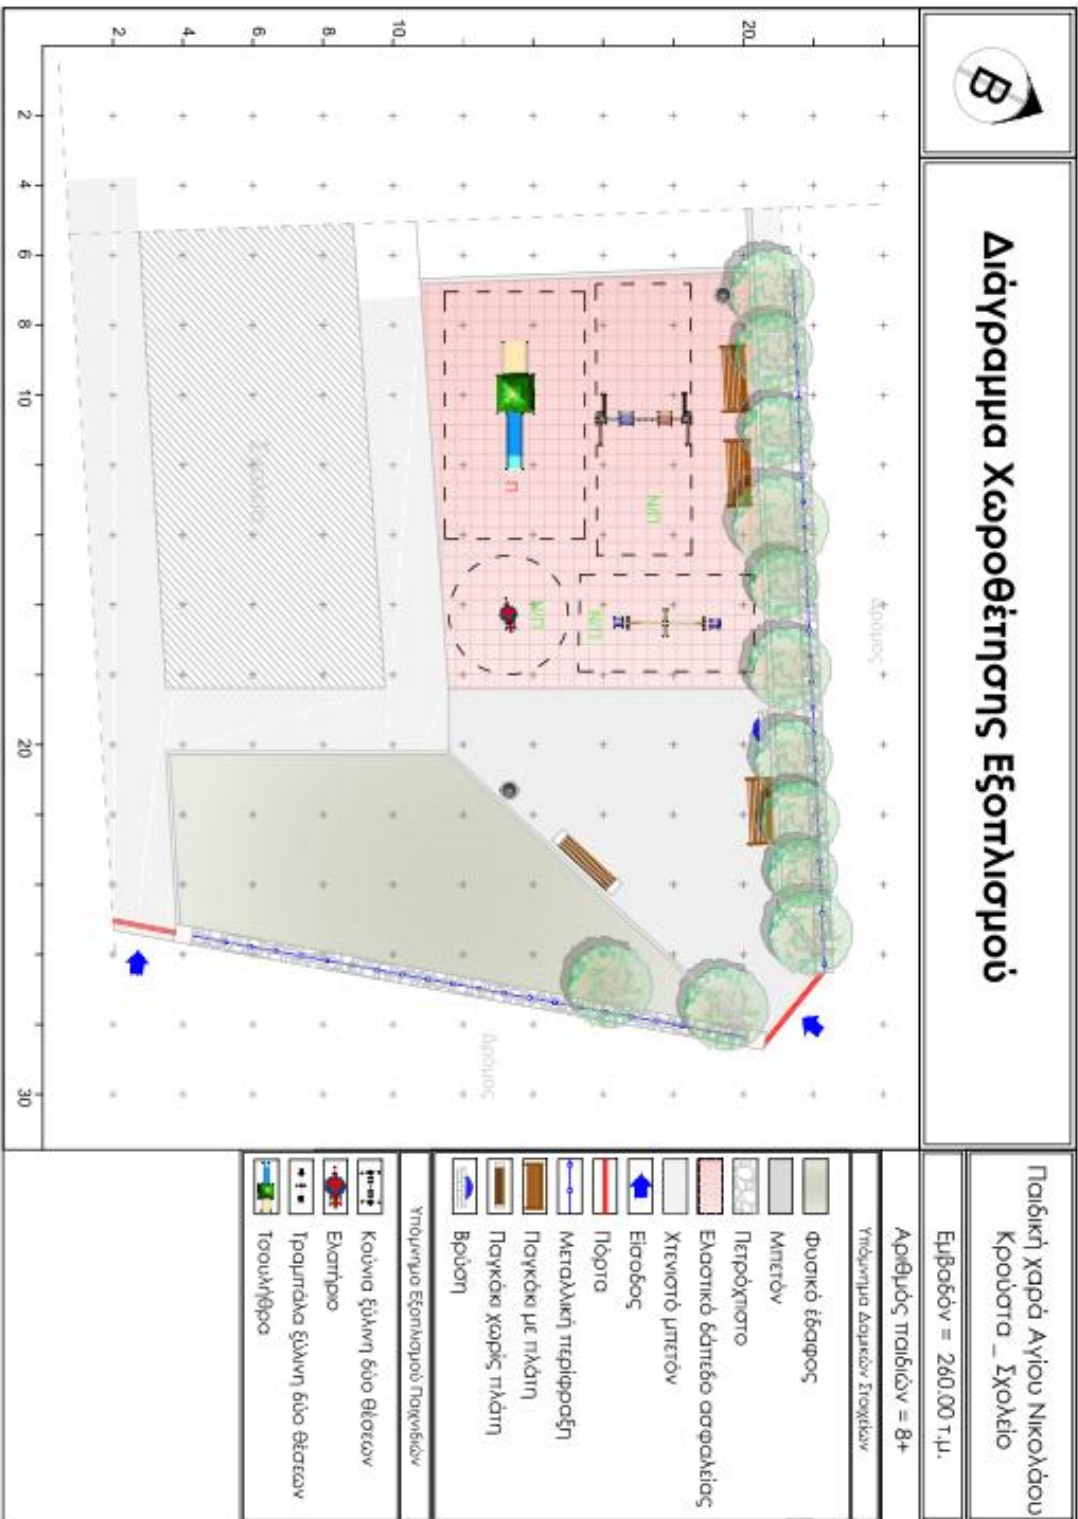 Β
Διάγραμμα Χωροθέτησης Εξοπλισμού
2 4 6 8 10 20 30
2
4
6
8
10
20
Δρόμος
Σχολείο
Π
Ν/Π
Ν/Π
Ν/Π
Δρόμος
Παιδική χαρά Αγίου Νικολάου
Κρούστα _ Σχολείο
Εμβαδόν = 260.00 τ.μ.
Αριθμός παιδιών = 8+
Υπόμνημα Δομικών Στοιχείων
Φυσικό έδαφος
Μπετόν
Πετρόχτιστο
Ελαστικό δάπεδο ασφαλείας
Χτενιστό μπετόν
Είσοδος
Πόρτα
Μεταλλική περίφραξη
Παγκάκι με πλάτη
Παγκάκι χωρίς πλάτη
Βρύση
Υπόμνημα Εξοπλισμού Παιχνιδιών
Κούνια ξύλινη δύο θέσεων
Ελατήριο
Τραμπάλα ξύλινη δύο θέσεων
Τσουλήθρα